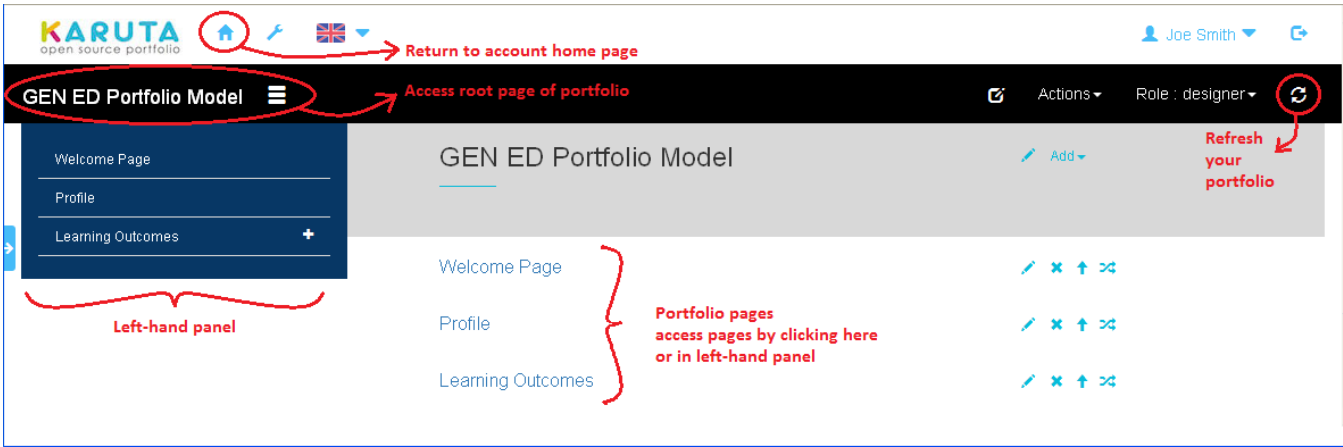 KARUTA
open source portfolio
Joe Smith
Return to account home page
GEN ED Portfolio Model
Access root page of portfolio
Actions
Role : designer
Refresh
your
portfolio
Welcome Page
Profile
Learning Outcomes
Left-hand panel
GEN ED Portfolio Model
Add
Welcome Page
Profile
Learning Outcomes
Portfolio pages
access pages by clicking here
or in left-hand panel